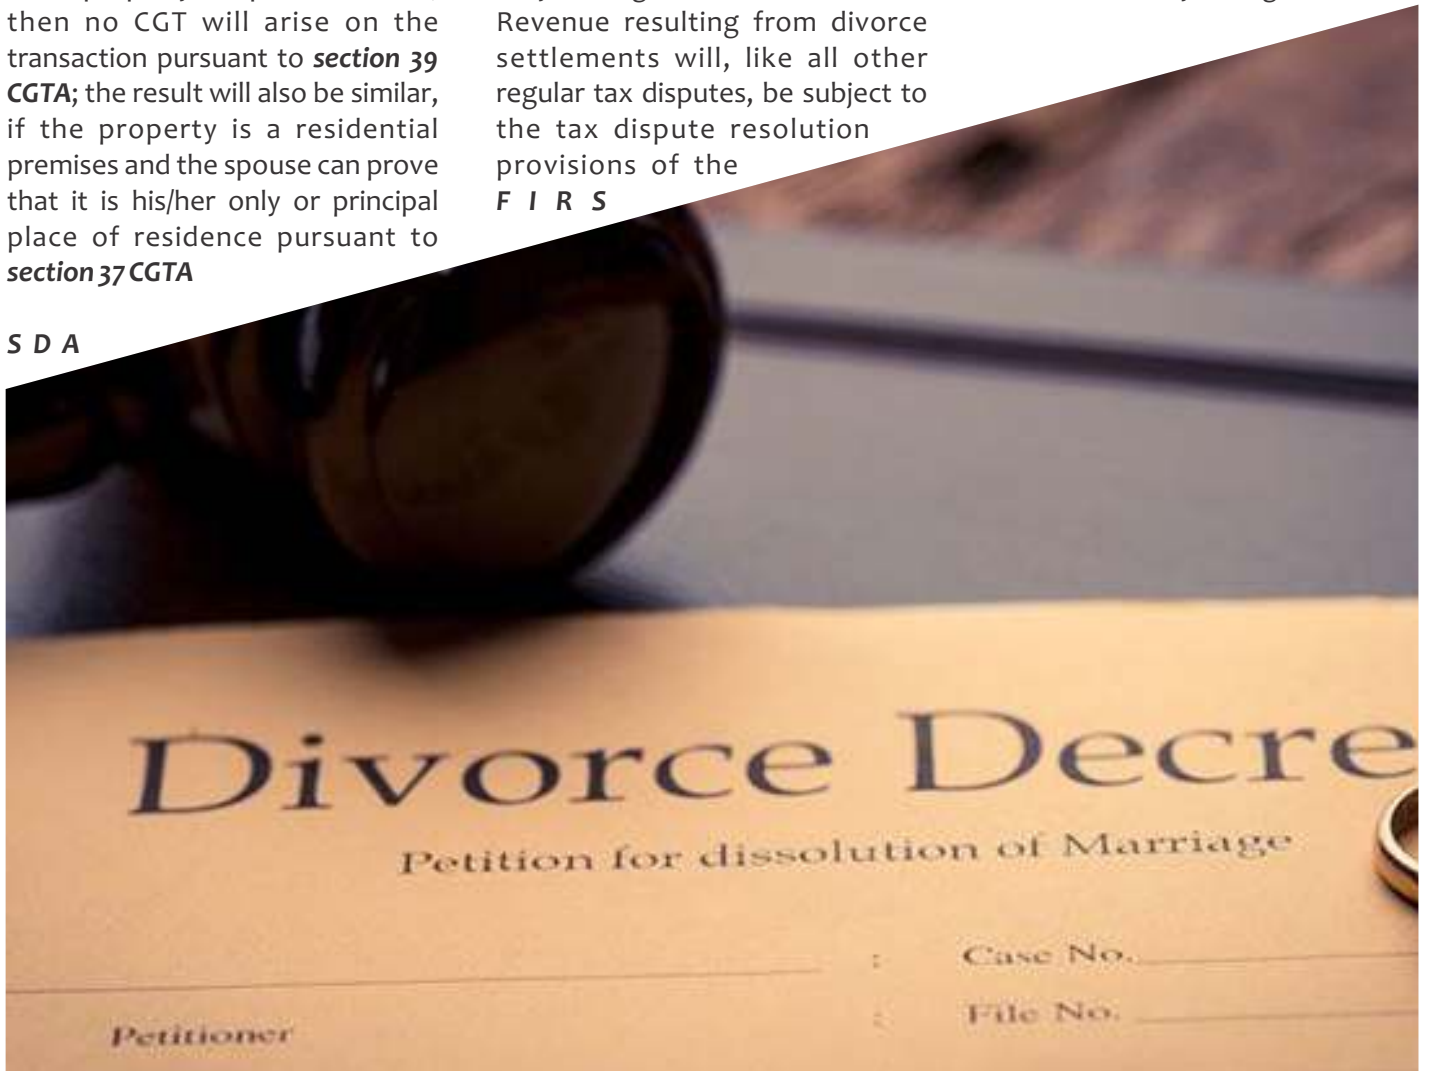 then no CGT will arise on the
transaction pursuant to section 39
CGTA; the result will also be similar,
if the property is a residential
premises and the spouse can prove
that it is his/her only or principal
place of residence pursuant to
section 37 CGTA
S D A
Revenue resulting from divorce
settlements will, like all other
regular tax disputes, be subject to
the tax dispute resolution
provisions of the
F I R S
Divorce Decre
Petition for dissolution of Marriage
: Case No.
Petitioner
: File No.